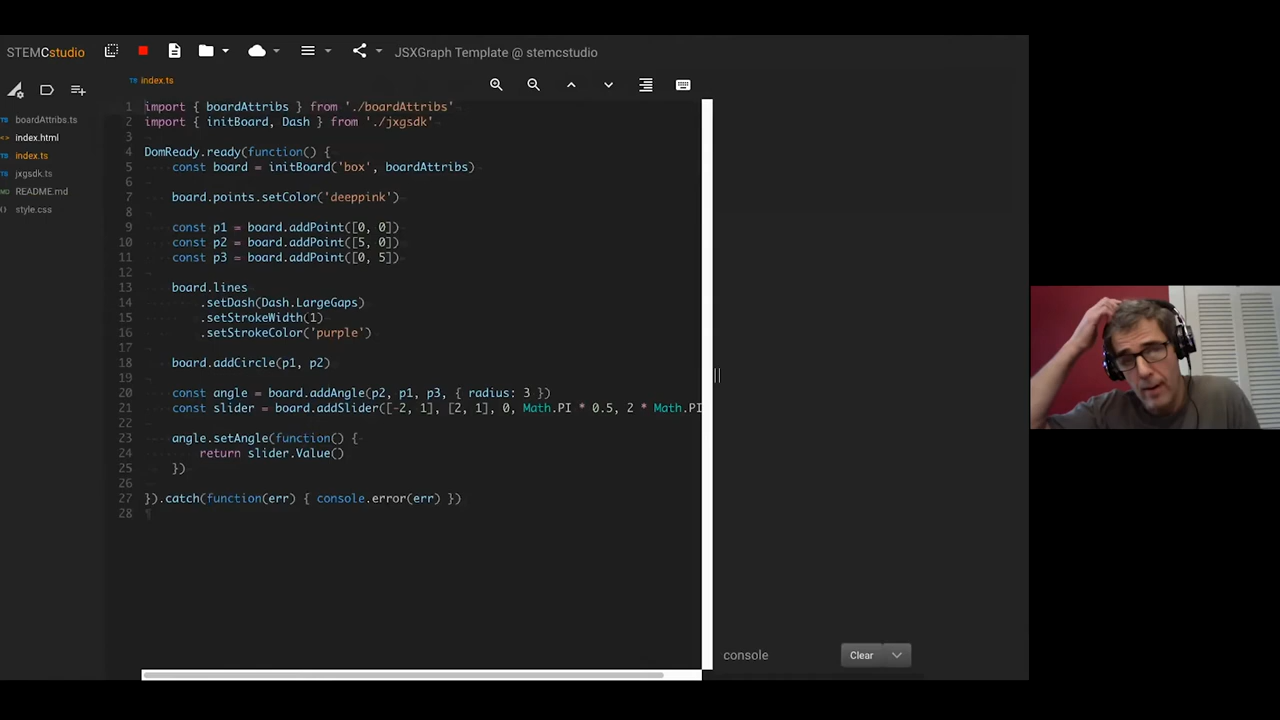 STEMCstudio
JSXGraph Template @ stemcstudio
TS index.ts
TS boardAttribs.ts
<> index.html
TS index.ts
TS jxgsdk.ts
README.md
{} style.css
1 import { boardAttribs } from './boardAttribs'
2 import { initBoard, Dash } from './jxgsdk'
3
4 DomReady.ready(function() {
5 const board = initBoard('box', boardAttribs)
6
7 board.points.setColor('deeppink')
8
9 const p1 = board.addPoint([0, 0])
10 const p2 = board.addPoint([5, 0])
11 const p3 = board.addPoint([0, 5])
12
13 board.lines
14 .setDash(Dash.LargeGaps)
15 .setStrokeWidth(1)
16 .setStrokeColor('purple')
17
18 board.addCircle(p1, p2)
19
20 const angle = board.addAngle(p2, p1, p3, { radius: 3 })
21 const slider = board.addSlider([-2, 1], [2, 1], 0, Math.PI * 0.5, 2 * Math.PI
22
23 angle.setAngle(function() {
24 return slider.Value()
25 })
26
27 }).catch(function(err) { console.error(err) })
28 ¶
console
Clear